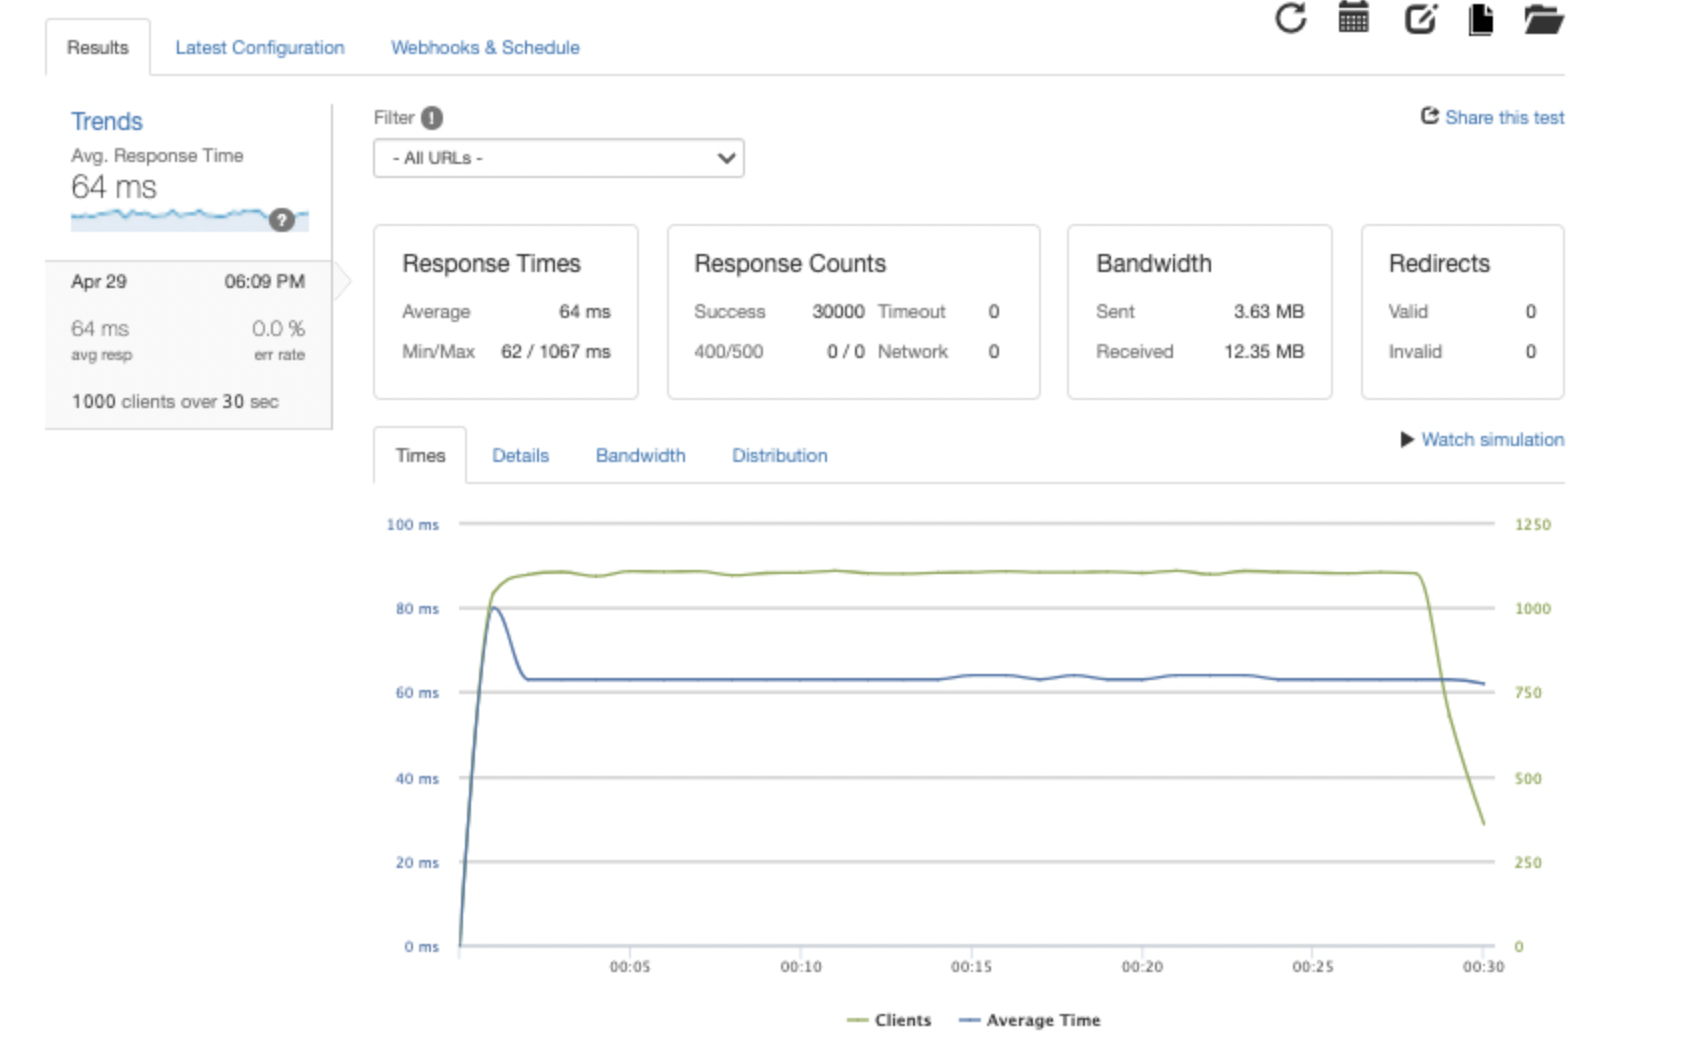 Results Latest Configuration Webhooks & Schedule
Trends
Avg. Response Time
64 ms
?
Apr 29 06:09 PM
64 ms 0.0 %
avg resp err rate
1000 clients over 30 sec
Filter !
Share this test
- All URLs -
Response Times
Average 64 ms
Min/Max 62 / 1067 ms
Response Counts
Success 30000 Timeout 0
400/500 0 / 0 Network 0
Bandwidth
Sent 3.63 MB
Received 12.35 MB
Redirects
Valid 0
Invalid 0
Watch simulation
Times Details Bandwidth Distribution
100 ms 1250
80 ms 1000
60 ms 750
40 ms 500
20 ms 250
0 ms 0
00:05 00:10 00:15 00:20 00:25 00:30
Clients Average Time